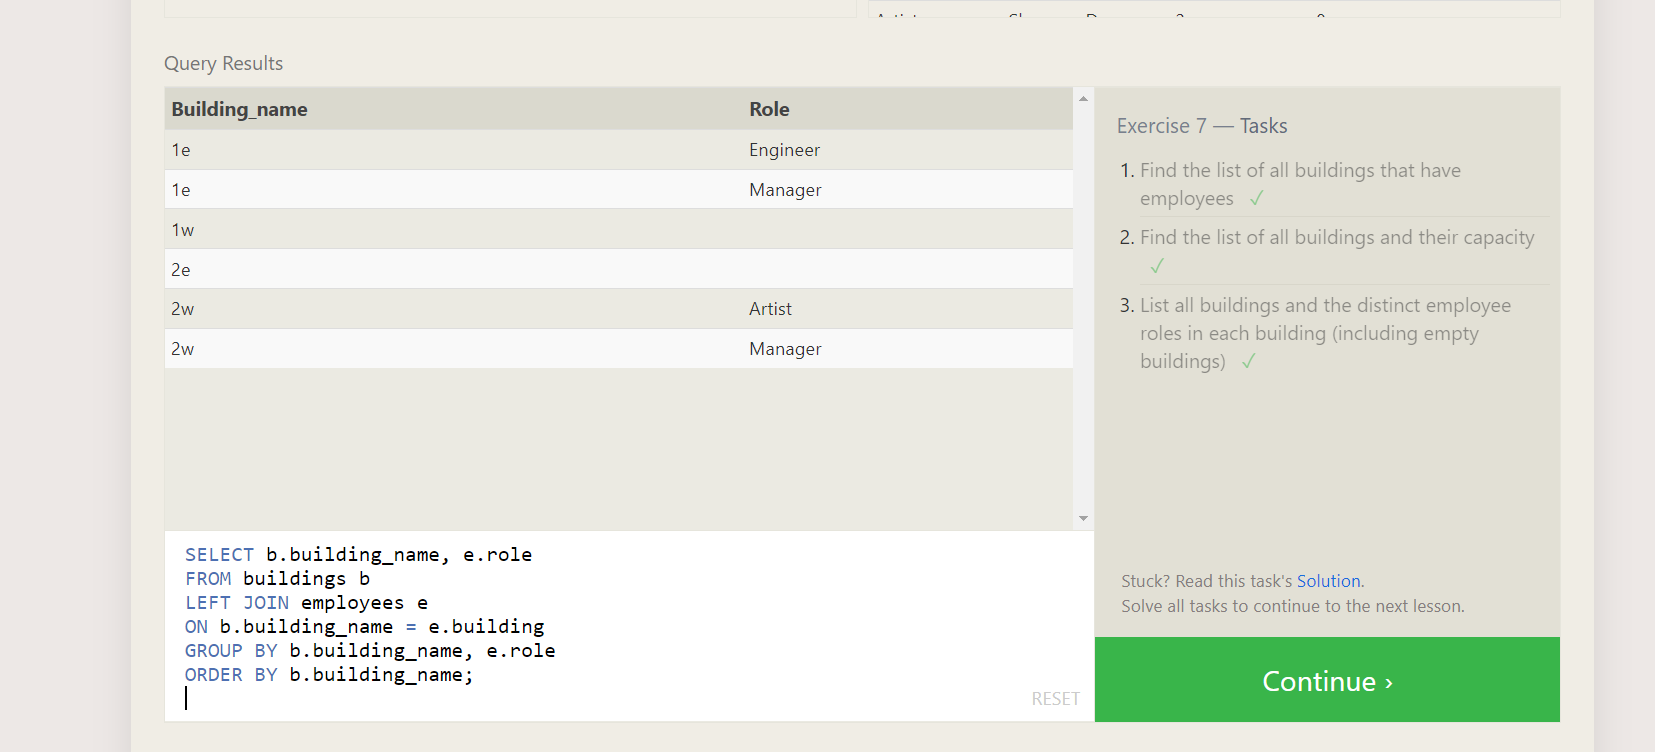 Query Results
Building_name Role
1e Engineer
1e Manager
1w
2e
2w Artist
2w Manager
SELECT b.building_name, e.role
FROM buildings b
LEFT JOIN employees e
ON b.building_name = e.building
GROUP BY b.building_name, e.role
ORDER BY b.building_name;
RESET
Exercise 7 — Tasks
1. Find the list of all buildings that have
employees ✓
2. Find the list of all buildings and their capacity
✓
3. List all buildings and the distinct employee
roles in each building (including empty
buildings) ✓
Stuck? Read this task's Solution.
Solve all tasks to continue to the next lesson.
Continue ›